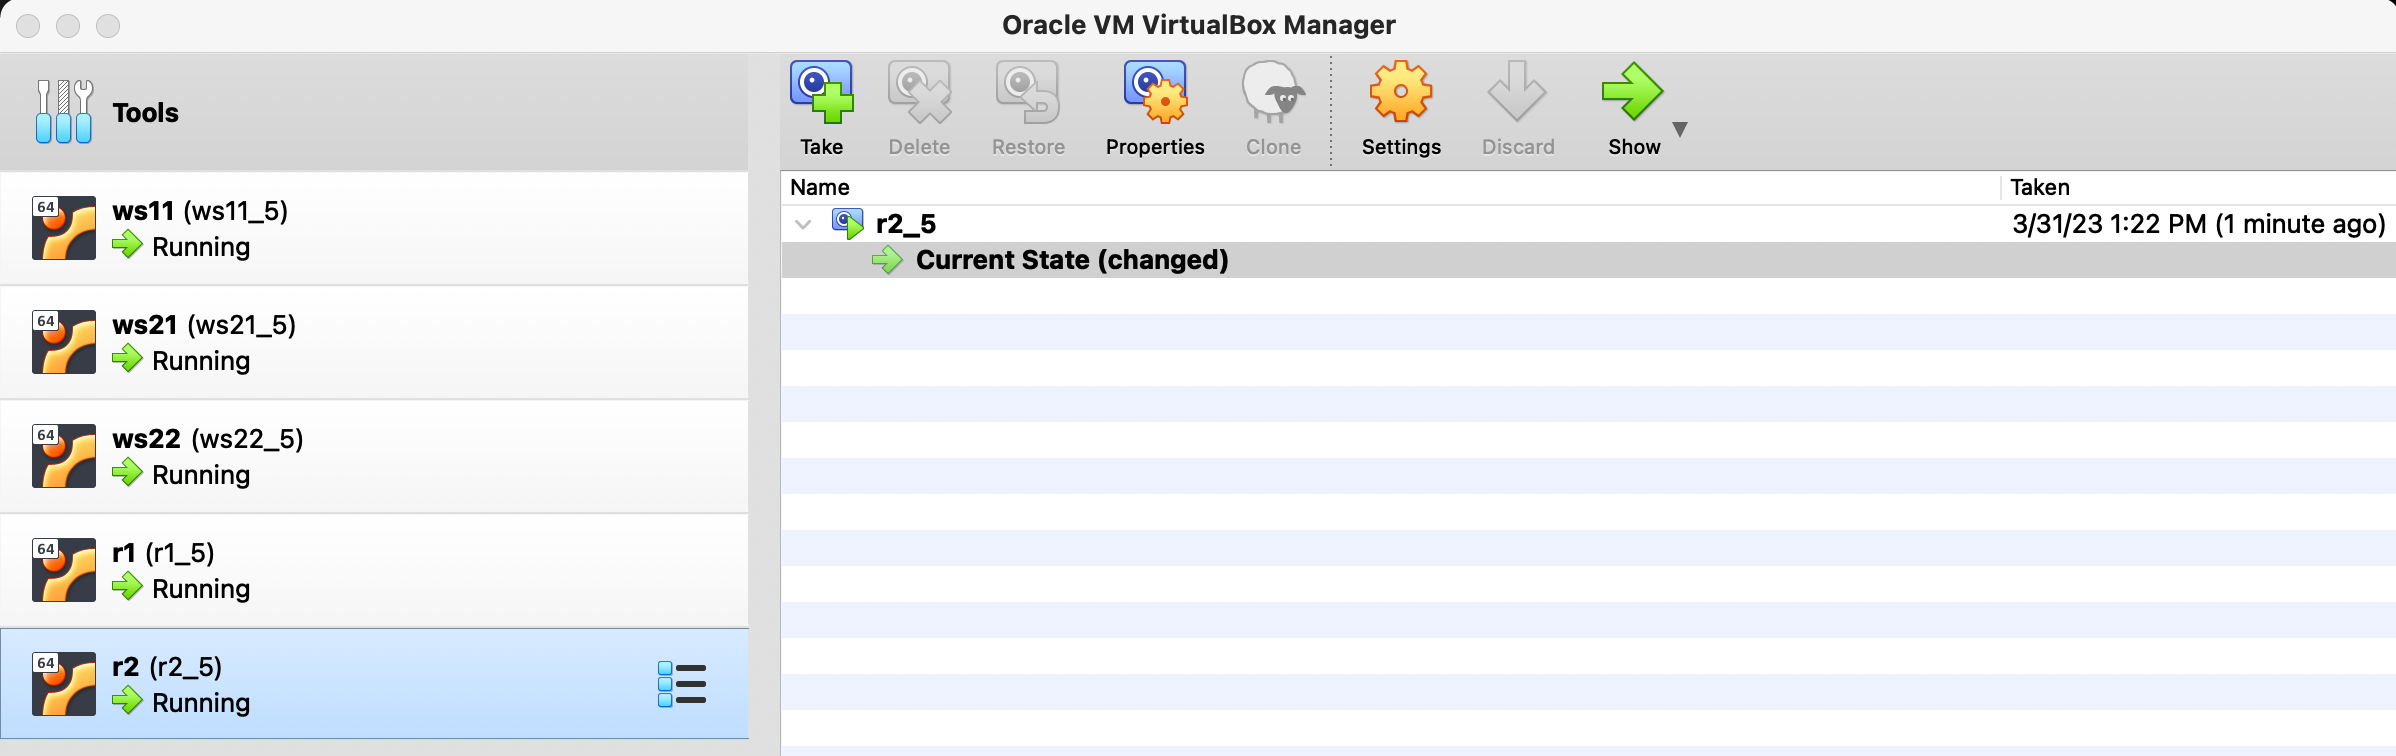 Oracle VM VirtualBox Manager
Tools
Take
Delete
Restore
Properties
Clone
Settings
Discard
Show
Name
Taken
r2_5
3/31/23 1:22 PM (1 minute ago)
Current State (changed)
64
ws11 (ws11_5)
Running
64
ws21 (ws21_5)
Running
64
ws22 (ws22_5)
Running
64
r1 (r1_5)
Running
64
r2 (r2_5)
Running